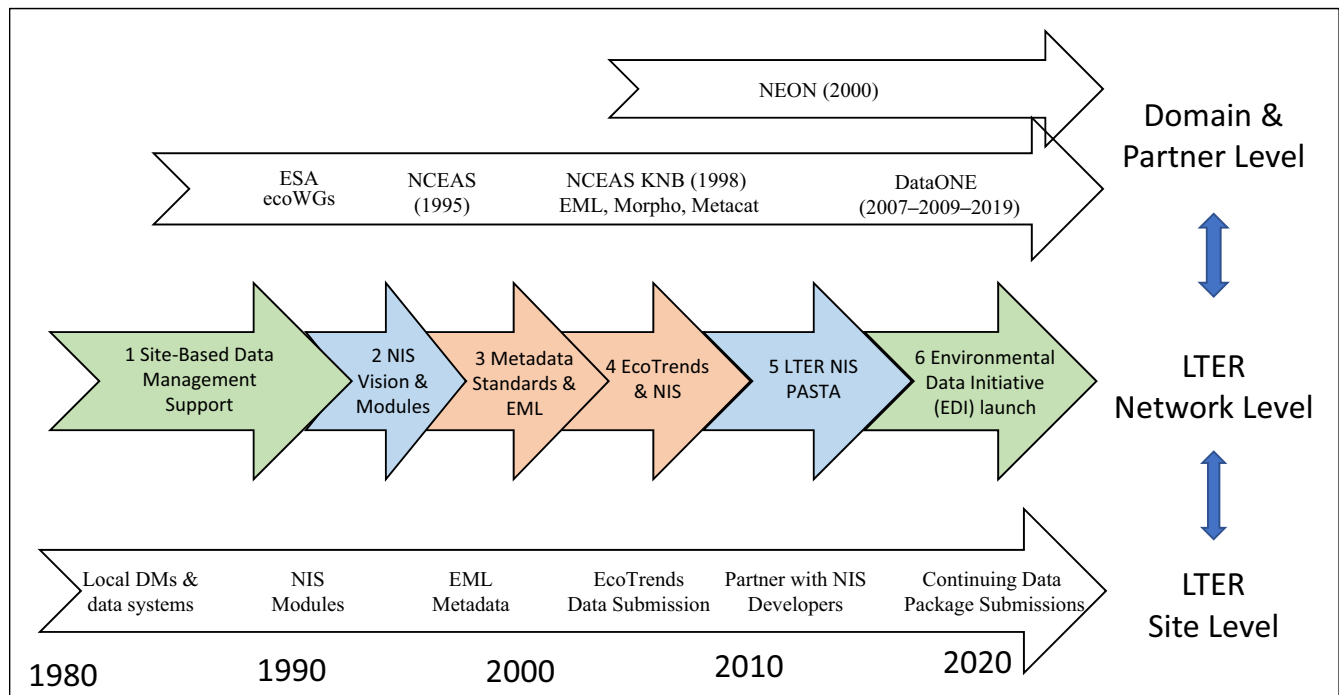 NEON (2000)
Domain &
Partner Level
ESA
ecoWGs
NCEAS
(1995)
NCEAS KNB (1998)
EML, Morpho, Metacat
DataONE
(2007–2009–2019)
1 Site-Based Data
Management
Support
2 NIS
Vision &
Modules
3 Metadata
Standards &
EML
4 EcoTrends
& NIS
5 LTER NIS
PASTA
6 Environmental
Data Initiative
(EDI) launch
LTER
Network Level
Local DMs &
data systems
NIS
Modules
EML
Metadata
EcoTrends
Data Submission
Partner with NIS
Developers
Continuing Data
Package Submissions
LTER
Site Level
1980
1990
2000
2010
2020